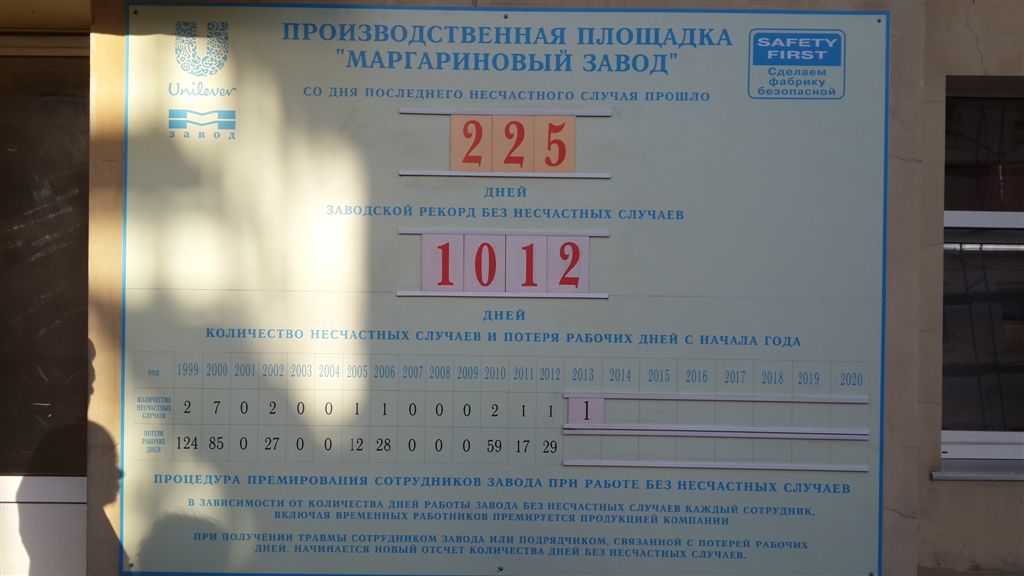 Unilever
ЗАВОД
ПРОИЗВОДСТВЕННАЯ ПЛОЩАДКА
"МАРГАРИНОВЫЙ ЗАВОД"
SAFETY
FIRST
Сделаем
фабрику
безопасной
СО ДНЯ ПОСЛЕДНЕГО НЕСЧАСТНОГО СЛУЧАЯ ПРОШЛО
225
ДНЕЙ
ЗАВОДСКОЙ РЕКОРД БЕЗ НЕСЧАСТНЫХ СЛУЧАЕВ
1012
ДНЕЙ
КОЛИЧЕСТВО НЕСЧАСТНЫХ СЛУЧАЕВ И ПОТЕРЯ РАБОЧИХ ДНЕЙ С НАЧАЛА ГОДА
ГОД 1999 2000 2001 2002 2003 2004 2005 2006 2007 2008 2009 2010 2011 2012 2013 2014 2015 2016 2017 2018 2019 2020
КОЛИЧЕСТВО
НЕСЧАСТНЫХ
СЛУЧАЕВ
2 7 0 2 0 0 1 1 0 0 0 2 1 1 1
ПОТЕРЯ
РАБОЧИХ
ДНЕЙ
124 85 0 27 0 0 12 28 0 0 0 59 17 29
ПРОЦЕДУРА ПРЕМИРОВАНИЯ СОТРУДНИКОВ ЗАВОДА ПРИ РАБОТЕ БЕЗ НЕСЧАСТНЫХ СЛУЧАЕВ
В ЗАВИСИМОСТИ ОТ КОЛИЧЕСТВА ДНЕЙ РАБОТЫ ЗАВОДА БЕЗ НЕСЧАСТНЫХ СЛУЧАЕВ КАЖДЫЙ СОТРУДНИК,
ВКЛЮЧАЯ ВРЕМЕННЫХ РАБОТНИКОВ ПРЕМИРУЕТСЯ ПРОДУКЦИЕЙ КОМПАНИИ
ПРИ ПОЛУЧЕНИИ ТРАВМЫ СОТРУДНИКОМ ЗАВОДА ИЛИ ПОДРЯДЧИКОМ, СВЯЗАННОЙ С ПОТЕРЕЙ РАБОЧИХ
ДНЕЙ, НАЧИНАЕТСЯ НОВЫЙ ОТСЧЕТ КОЛИЧЕСТВА ДНЕЙ БЕЗ НЕСЧАСТНЫХ СЛУЧАЕВ.